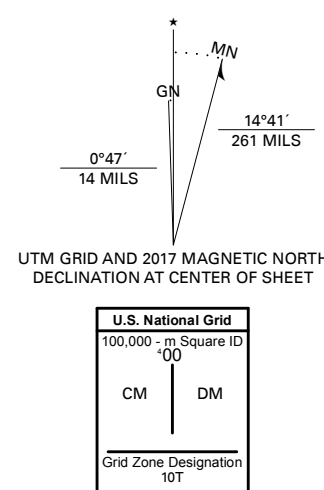 ★
MN
GN
0°47´
14 MILS
14°41´
261 MILS
UTM GRID AND 2017 MAGNETIC NORTH
DECLINATION AT CENTER OF SHEET
U.S. National Grid
100,000 - m Square ID
⁴00
CM DM
Grid Zone Designation
10T